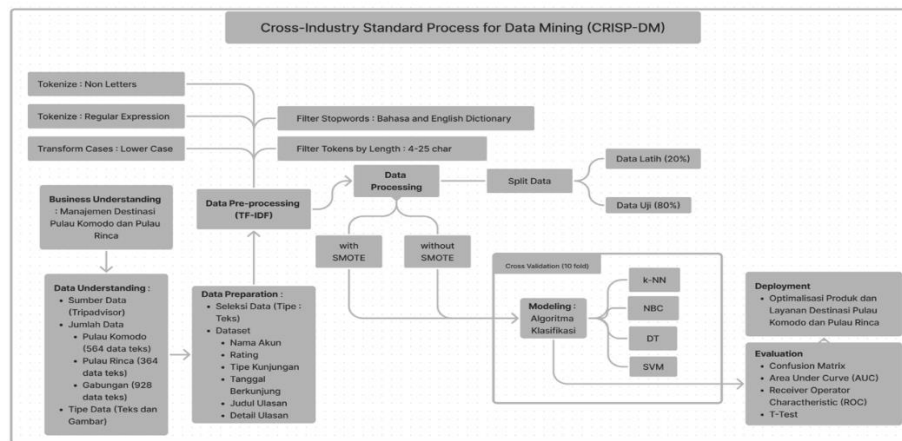 Cross-Industry Standard Process for Data Mining (CRISP-DM)
Tokenize : Non Letters
Tokenize : Regular Expression
Transform Cases : Lower Case
Filter Stopwords : Bahasa and English Dictionary
Filter Tokens by Length : 4-25 char
Business Understanding
: Manajemen Destinasi
Pulau Komodo dan Pulau
Rinca
Data Understanding :
Sumber Data
(Tripadvisor)
Jumlah Data
Pulau Komodo
(564 data teks)
Pulau Rinca (364
data teks)
Gabungan (928
data teks)
Tipe Data (Teks dan
Gambar)
Data Pre-processing
(TF-IDF)
Data Preparation :
Seleksi Data (Tipe :
Teks)
Dataset
Nama Akun
Rating
Tipe Kunjungan
Tanggal
Berkunjung
Judul Ulasan
Detail Ulasan
Data
Processing
Split Data
Data Latih (20%)
Data Uji (80%)
with
SMOTE
without
SMOTE
Cross Validation (10 fold)
Modeling :
Algoritma
Klasifikasi
k-NN
NBC
DT
SVM
Deployment
Optimalisasi Produk dan
Layanan Destinasi Pulau
Komodo dan Pulau Rinca
Evaluation
Confusion Matrix
Area Under Curve (AUC)
Receiver Operator
Charactheristic (ROC)
T-Test